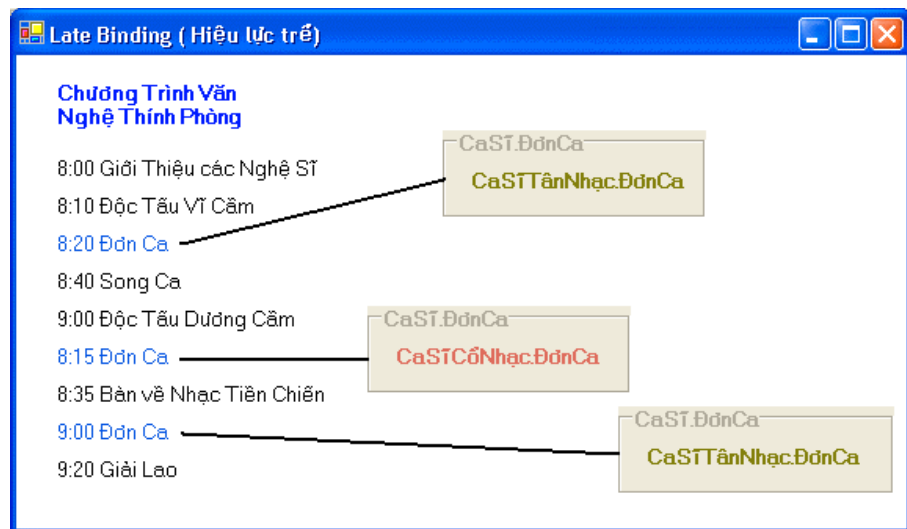 Late Binding ( Hiệu lực trể)
Chương Trình Văn
Nghệ Thính Phòng
8:00 Giới Thiệu các Nghệ Sĩ
8:10 Độc Tấu Vĩ Cầm
8:20 Đơn Ca
8:40 Song Ca
9:00 Độc Tấu Dương Cầm
8:15 Đơn Ca
8:35 Bàn về Nhạc Tiền Chiến
9:00 Đơn Ca
9:20 Giải Lao
CaSĩ.ĐơnCa
CaSĩTânNhạc.ĐơnCa
CaSĩ.ĐơnCa
CaSĩCổNhạc.ĐơnCa
CaSĩ.ĐơnCa
CaSĩTânNhạc.ĐơnCa